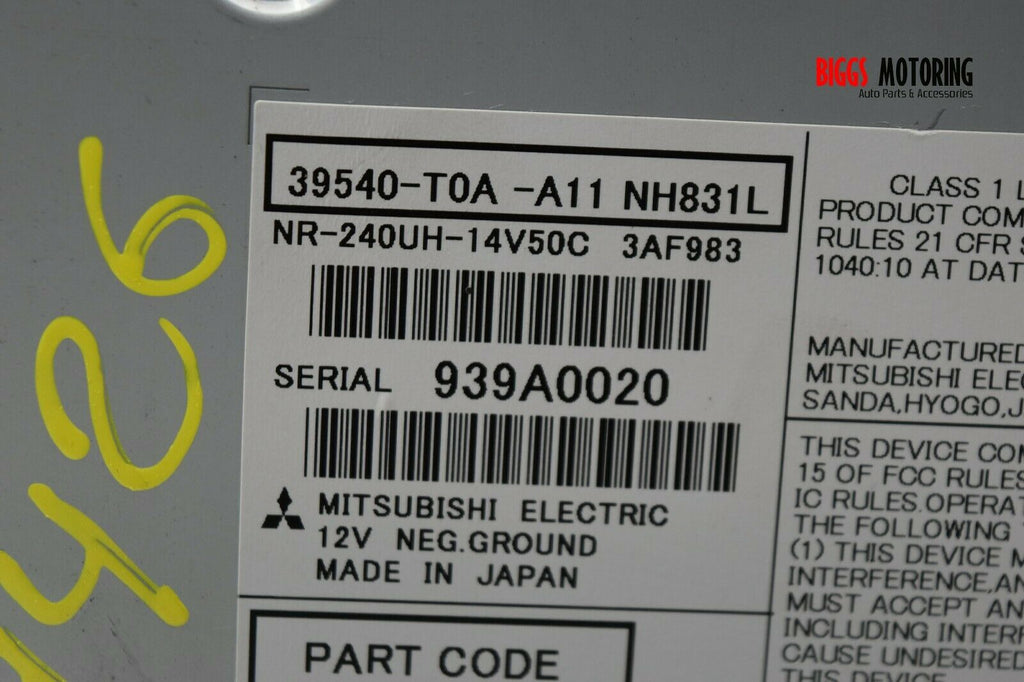 BIGGS MOTORING
Auto Parts & Accessories
39540-T0A -A11 NH831L
NR-240UH-14V50C 3AF983
SERIAL 939A0020
MITSUBISHI ELECTRIC
12V NEG.GROUND
MADE IN JAPAN
PART CODE
CLASS 1
PRODUCT COM
RULES 21 CFR
1040:10 AT DAT
MANUFACTURED
MITSUBISHI ELEC
SANDA,HYOGO,J
THIS DEVICE COM
15 OF FCC RULES
IC RULES.OPERAT
THE FOLLOWING
(1) THIS DEVICE M
INTERFERENCE,AN
MUST ACCEPT AN
INCLUDING INTERF
CAUSE UNDESIRED
THIS DEVICE
426